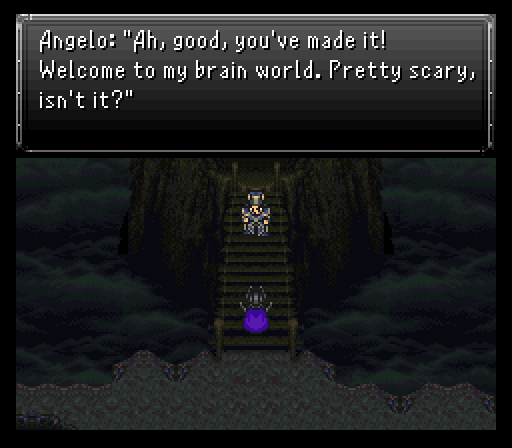 Angelo: "Ah, good, you've made it!
Welcome to my brain world. Pretty scary,
isn't it?"